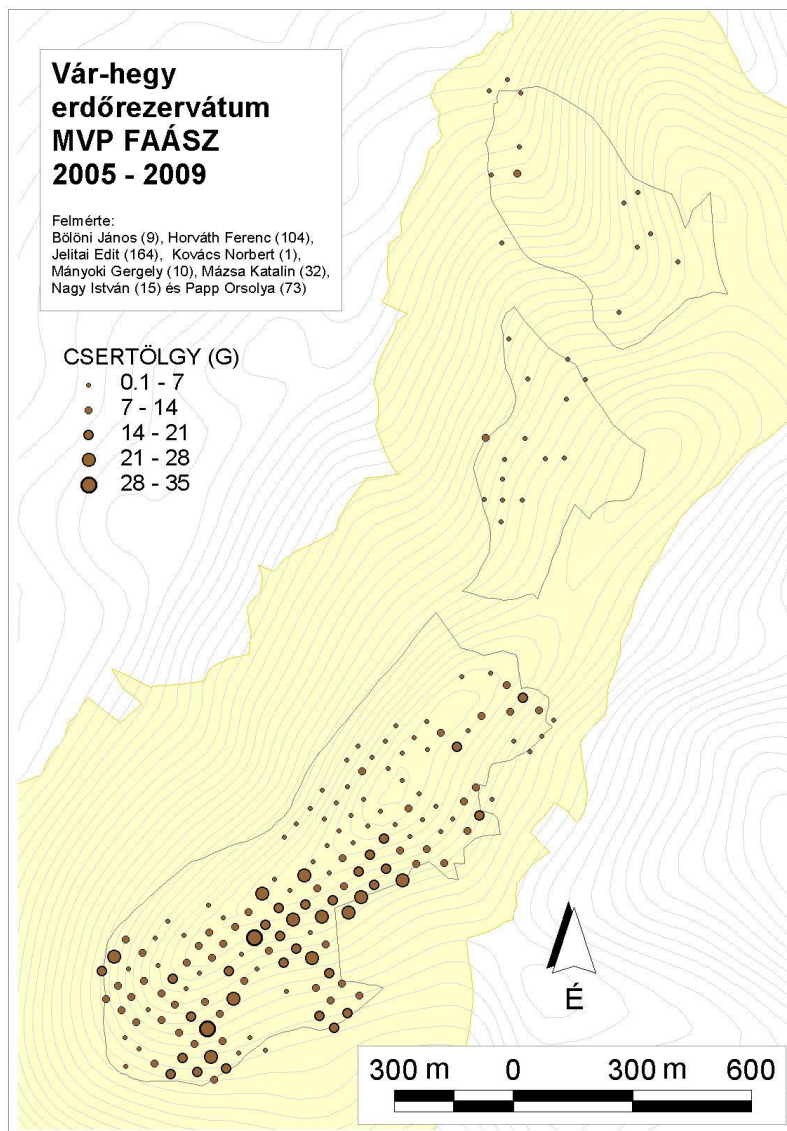 Vár-hegy
erdőrezervátum
MVP FAÁSZ
2005 - 2009
Felmérte:
Bölöni János (9), Horváth Ferenc (104),
Jelitai Edit (164), Kovács Norbert (1),
Mányoki Gergely (10), Mázsa Katalin (32),
Nagy István (15) és Papp Orsolya (73)
CSERTÖLGY (G)
0.1 - 7
7 - 14
14 - 21
21 - 28
28 - 35
É
300 m 0 300 m 600